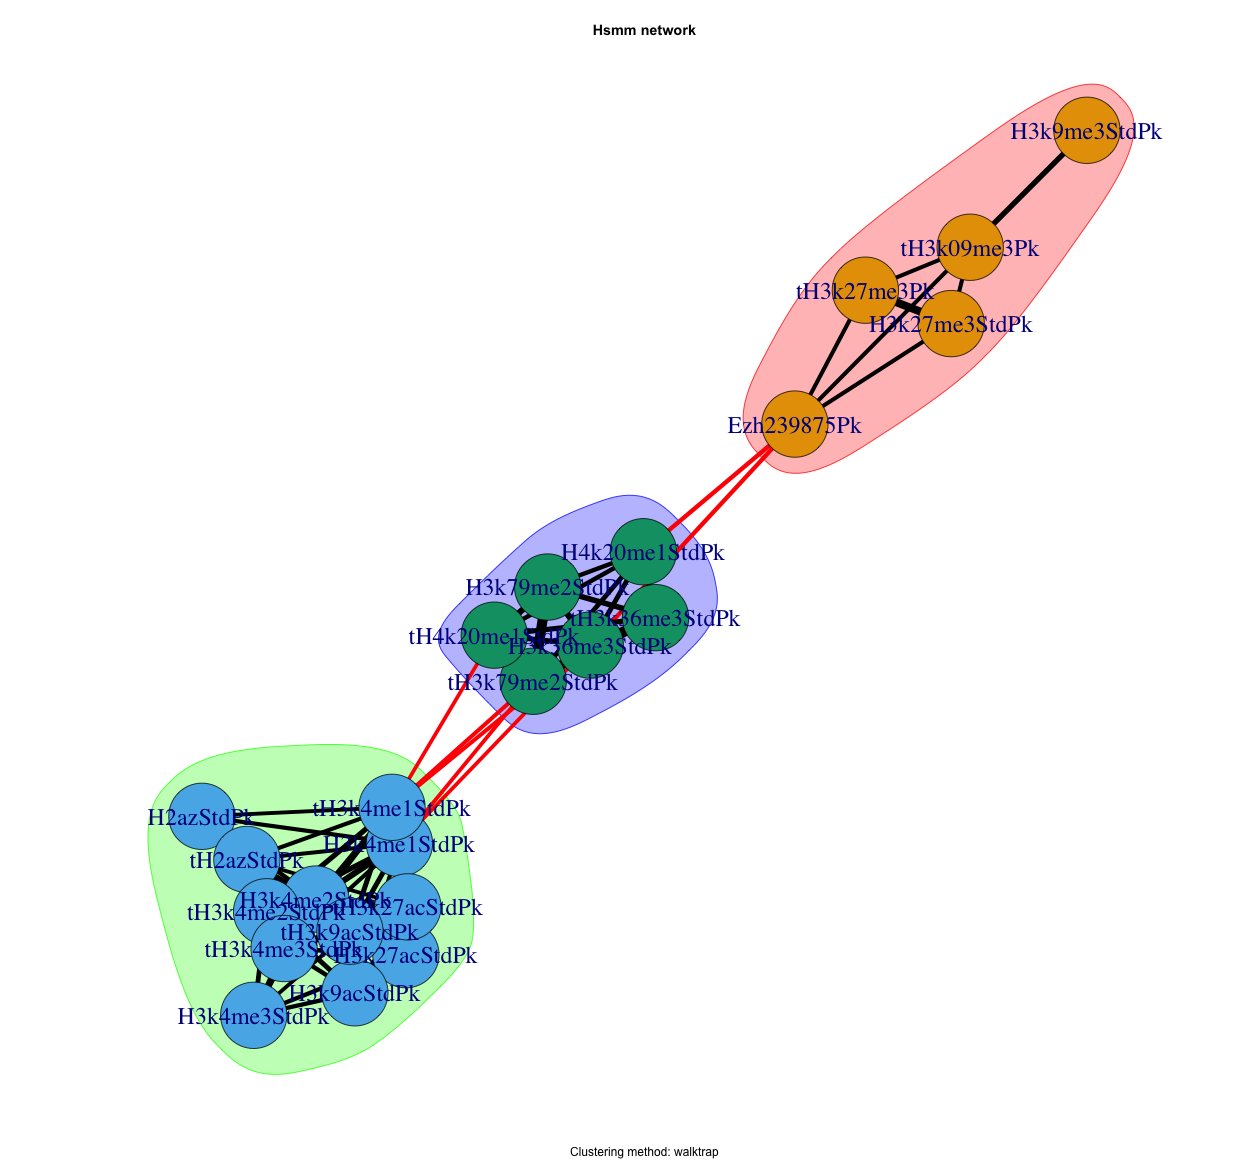 Hsmm network
H3k9me3StdPk
tH3k09me3Pk
tH3k27me3Pk
H3k27me3StdPk
Ezh239875Pk
H4k20me1StdPk
H3k79me2StdPk
tH3k36me3StdPk
tH4k20me1StdPk
H3k36me3StdPk
tH3k79me2StdPk
tH3k4me1StdPk
H2azStdPk
H3k4me1StdPk
tH2azStdPk
H3k4me2StdPk
tH3k27acStdPk
tH3k4me2StdPk
tH3k9acStdPk
tH3k4me3StdPk
H3k27acStdPk
H3k9acStdPk
H3k4me3StdPk
Clustering method: walktrap